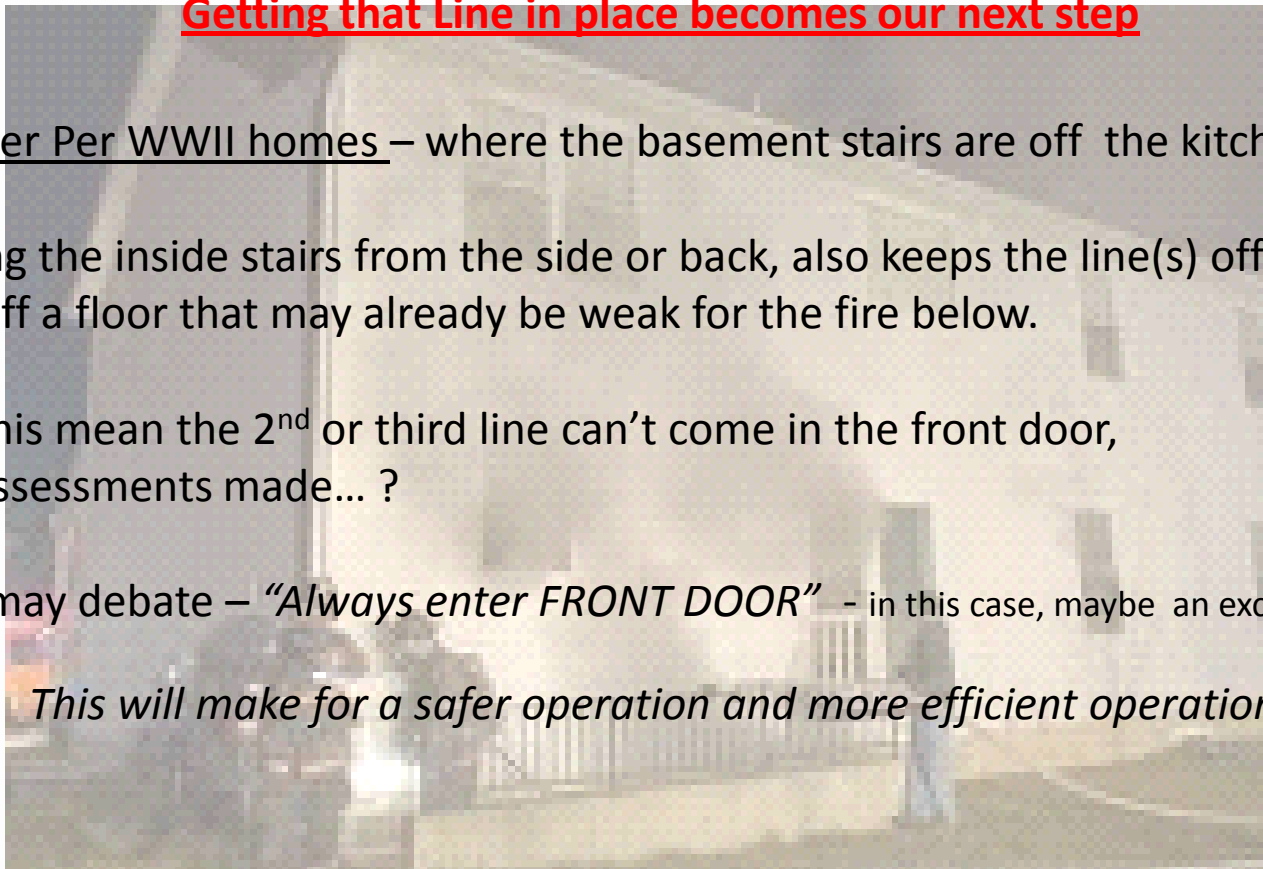 Getting that Line in place becomes our next step
er Per WWII homes – where the basement stairs are off the kitch
g the inside stairs from the side or back, also keeps the line(s) off
ff a floor that may already be weak for the fire below.
his mean the 2nd or third line can’t come in the front door,
ssessments made… ?
may debate – “Always enter FRONT DOOR” - in this case, maybe an exc
This will make for a safer operation and more efficient operation